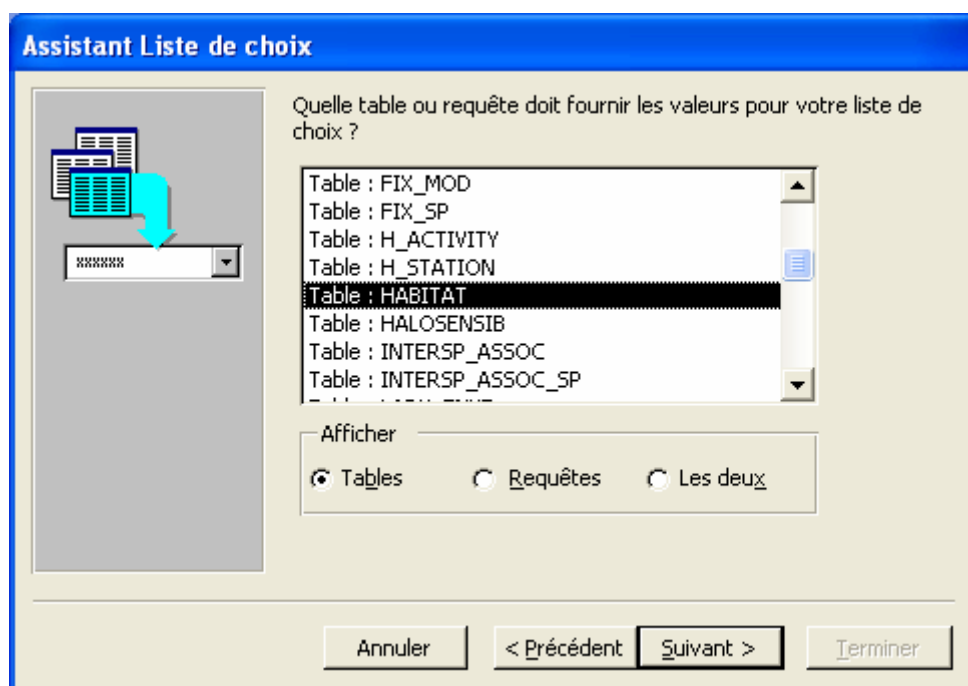 Assistant Liste de choix
Quelle table ou requête doit fournir les valeurs pour votre liste de
choix ?
xxxxxx
Table : FIX_MOD
Table : FIX_SP
Table : H_ACTIVITY
Table : H_STATION
Table : HABITAT
Table : HALOSENSIB
Table : INTERSP_ASSOC
Table : INTERSP_ASSOC_SP
Afficher
Tables Requêtes Les deux
Annuler < Précédent Suivant > Terminer